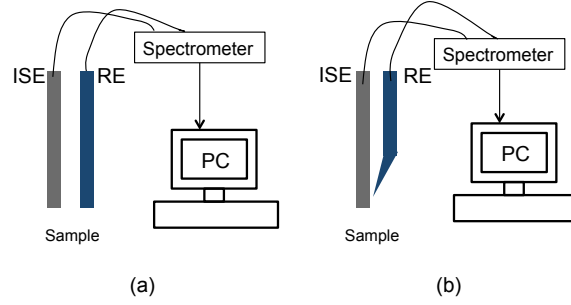 Spectrometer
ISE
RE
PC
Sample
(a)
Spectrometer
ISE
RE
PC
Sample
(b)